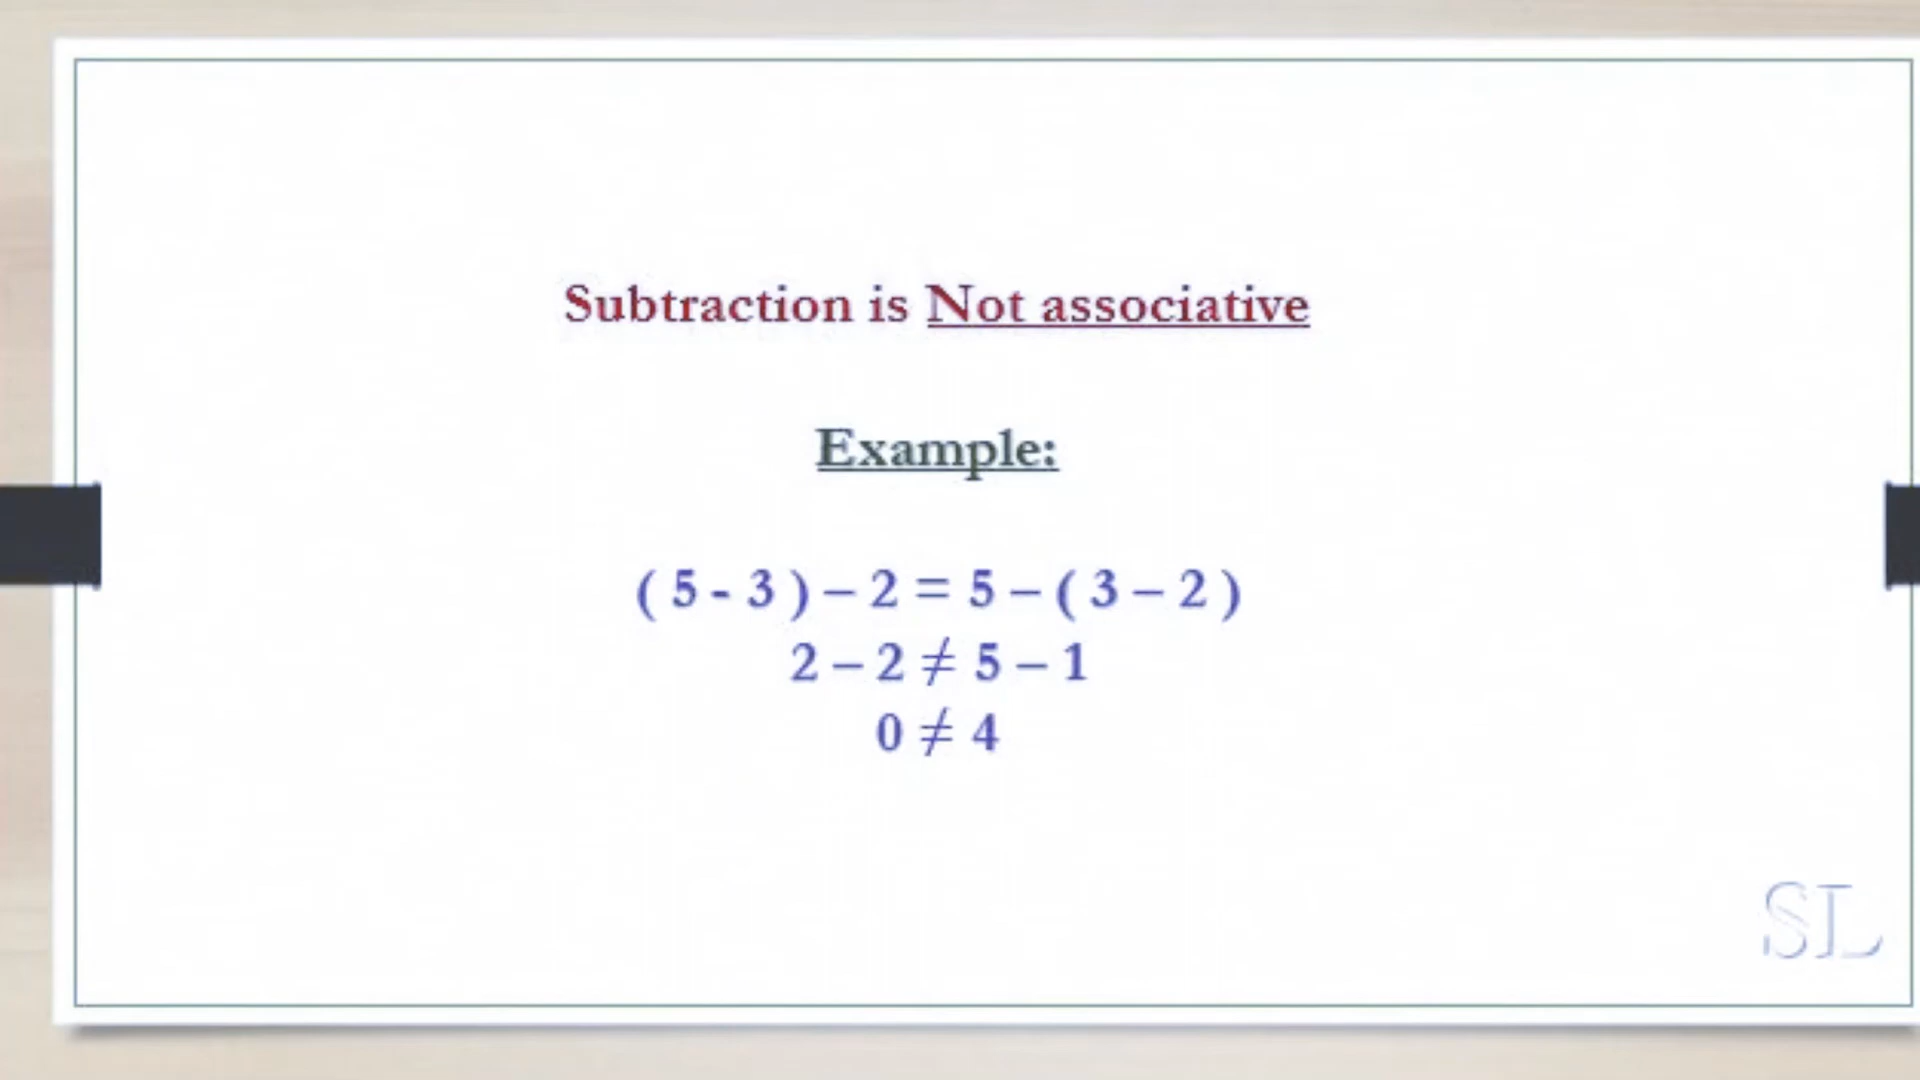 Subtraction is Not associative
Example:
( 5 - 3 ) – 2 = 5 – ( 3 – 2 )
2 – 2 ≠ 5 – 1
0 ≠ 4
SL